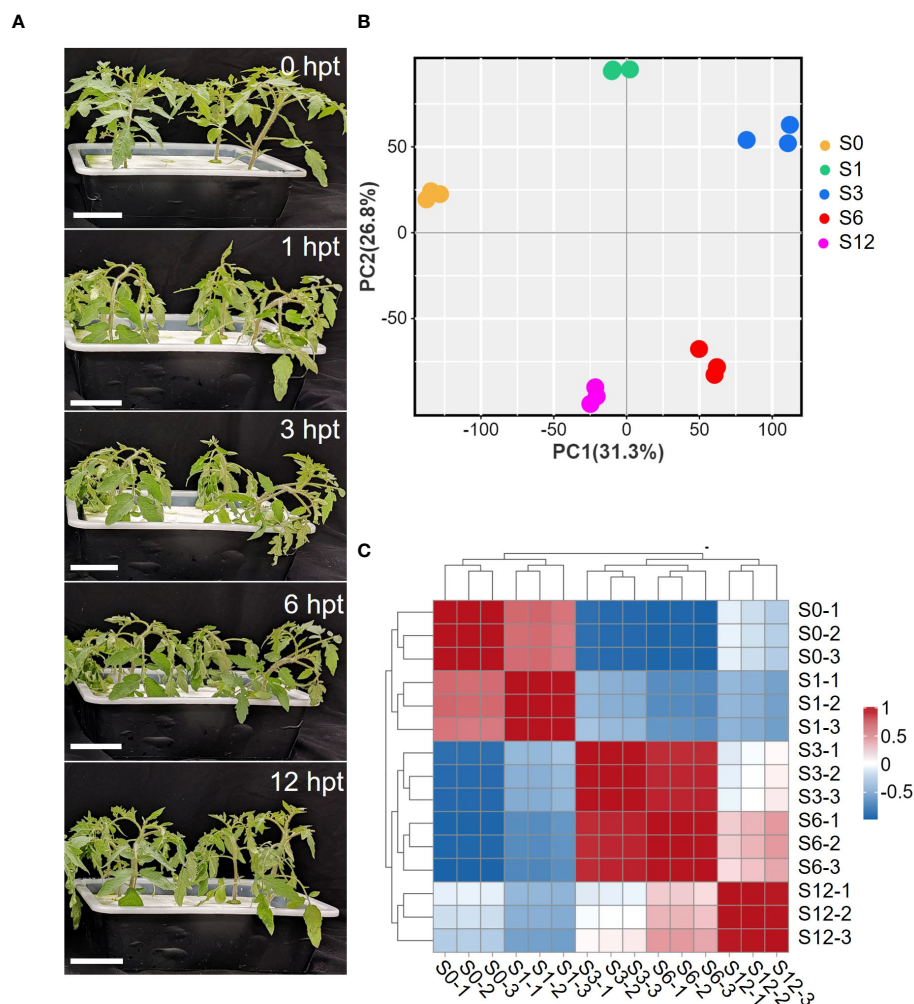 A
0 hpt
1 hpt
3 hpt
6 hpt
12 hpt
B
50
0
-50
-100
-50
0
50
100
PC2(26.8%)
PC1(31.3%)
S0
S1
S3
S6
S12
C
S0-1
S0-2
S0-3
S1-1
S1-2
S1-3
S3-1
S3-2
S3-3
S6-1
S6-2
S6-3
S12-1
S12-2
S12-3
S0-1
S0-2
S0-3
S1-1
S1-2
S1-3
S3-1
S3-2
S3-3
S6-1
S6-2
S6-3
S12-1
S12-2
S12-3
1
0.5
0
-0.5